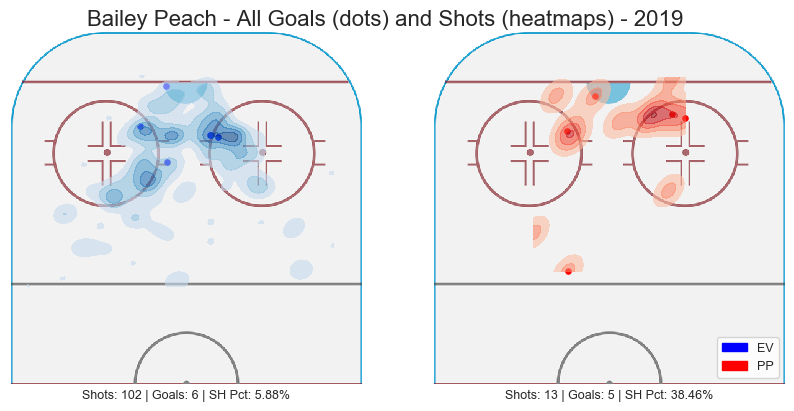 Bailey Peach - All Goals (dots) and Shots (heatmaps) - 2019
EV
PP
Shots: 102 | Goals: 6 | SH Pct: 5.88%
Shots: 13 | Goals: 5 | SH Pct: 38.46%